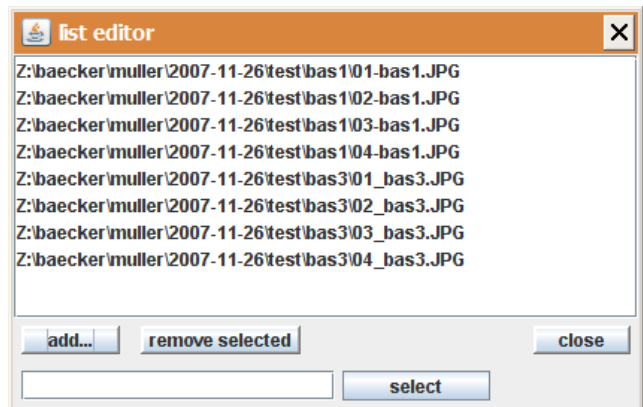 list editor
Z:\baecker\muller\2007-11-26\test\bas1\01-bas1.JPG
Z:\baecker\muller\2007-11-26\test\bas1\02-bas1.JPG
Z:\baecker\muller\2007-11-26\test\bas1\03-bas1.JPG
Z:\baecker\muller\2007-11-26\test\bas1\04-bas1.JPG
Z:\baecker\muller\2007-11-26\test\bas3\01_bas3.JPG
Z:\baecker\muller\2007-11-26\test\bas3\02_bas3.JPG
Z:\baecker\muller\2007-11-26\test\bas3\03_bas3.JPG
Z:\baecker\muller\2007-11-26\test\bas3\04_bas3.JPG
add... remove selected close
select